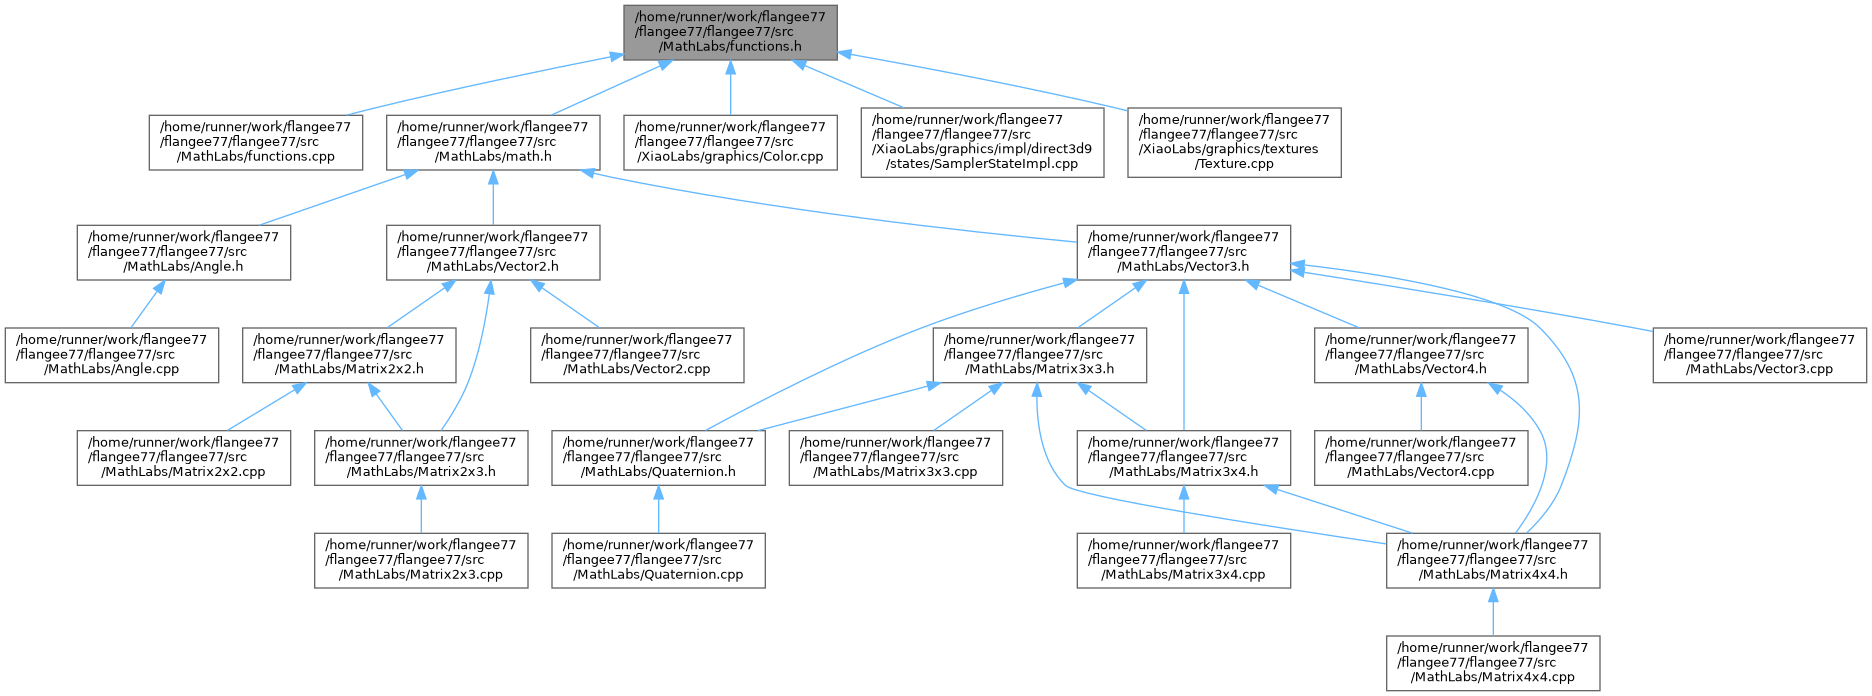 /home/runner/work/flangee77
/flangee77/flangee77/src
/MathLabs/functions.h
/home/runner/work/flangee77
/flangee77/flangee77/src
/MathLabs/functions.cpp
/home/runner/work/flangee77
/flangee77/flangee77/src
/MathLabs/math.h
/home/runner/work/flangee77
/flangee77/flangee77/src
/XiaoLabs/graphics/Color.cpp
/home/runner/work/flangee77
/flangee77/flangee77/src
/XiaoLabs/graphics/impl/direct3d9
/states/SamplerStateImpl.cpp
/home/runner/work/flangee77
/flangee77/flangee77/src
/XiaoLabs/graphics/textures
/Texture.cpp
/home/runner/work/flangee77
/flangee77/flangee77/src
/MathLabs/Angle.h
/home/runner/work/flangee77
/flangee77/flangee77/src
/MathLabs/Vector2.h
/home/runner/work/flangee77
/flangee77/flangee77/src
/MathLabs/Vector3.h
/home/runner/work/flangee77
/flangee77/flangee77/src
/MathLabs/Angle.cpp
/home/runner/work/flangee77
/flangee77/flangee77/src
/MathLabs/Matrix2x2.h
/home/runner/work/flangee77
/flangee77/flangee77/src
/MathLabs/Vector2.cpp
/home/runner/work/flangee77
/flangee77/flangee77/src
/MathLabs/Matrix3x3.h
/home/runner/work/flangee77
/flangee77/flangee77/src
/MathLabs/Vector4.h
/home/runner/work/flangee77
/flangee77/flangee77/src
/MathLabs/Vector3.cpp
/home/runner/work/flangee77
/flangee77/flangee77/src
/MathLabs/Matrix2x2.cpp
/home/runner/work/flangee77
/flangee77/flangee77/src
/MathLabs/Matrix2x3.h
/home/runner/work/flangee77
/flangee77/flangee77/src
/MathLabs/Quaternion.h
/home/runner/work/flangee77
/flangee77/flangee77/src
/MathLabs/Matrix3x3.cpp
/home/runner/work/flangee77
/flangee77/flangee77/src
/MathLabs/Matrix3x4.h
/home/runner/work/flangee77
/flangee77/flangee77/src
/MathLabs/Vector4.cpp
/home/runner/work/flangee77
/flangee77/flangee77/src
/MathLabs/Matrix2x3.cpp
/home/runner/work/flangee77
/flangee77/flangee77/src
/MathLabs/Quaternion.cpp
/home/runner/work/flangee77
/flangee77/flangee77/src
/MathLabs/Matrix3x4.cpp
/home/runner/work/flangee77
/flangee77/flangee77/src
/MathLabs/Matrix4x4.h
/home/runner/work/flangee77
/flangee77/flangee77/src
/MathLabs/Matrix4x4.cpp